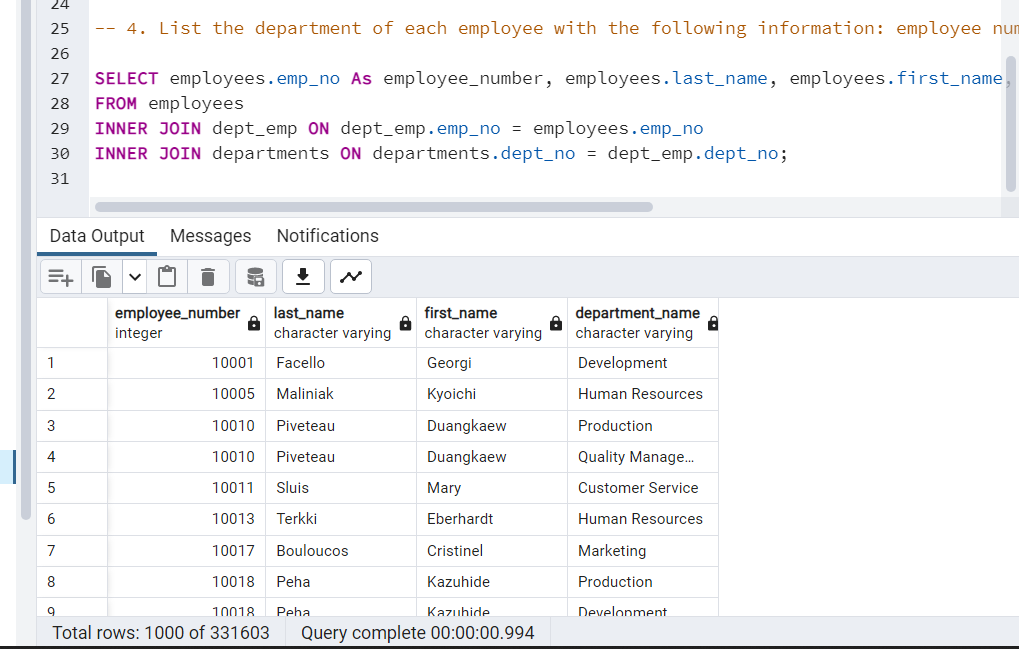 24
25 -- 4. List the department of each employee with the following information: employee num
26
27 SELECT employees.emp_no As employee_number, employees.last_name, employees.first_name,
28 FROM employees
29 INNER JOIN dept_emp ON dept_emp.emp_no = employees.emp_no
30 INNER JOIN departments ON departments.dept_no = dept_emp.dept_no;
31
Data Output Messages Notifications
employee_number last_name first_name department_name
integer character varying character varying character varying
1 10001 Facello Georgi Development
2 10005 Maliniak Kyoichi Human Resources
3 10010 Piveteau Duangkaew Production
4 10010 Piveteau Duangkaew Quality Manage...
5 10011 Sluis Mary Customer Service
6 10013 Terkki Eberhardt Human Resources
7 10017 Bouloucos Cristinel Marketing
8 10018 Peha Kazuhide Production
9 10018 Peha Kazuhide Development
Total rows: 1000 of 331603 Query complete 00:00:00.994